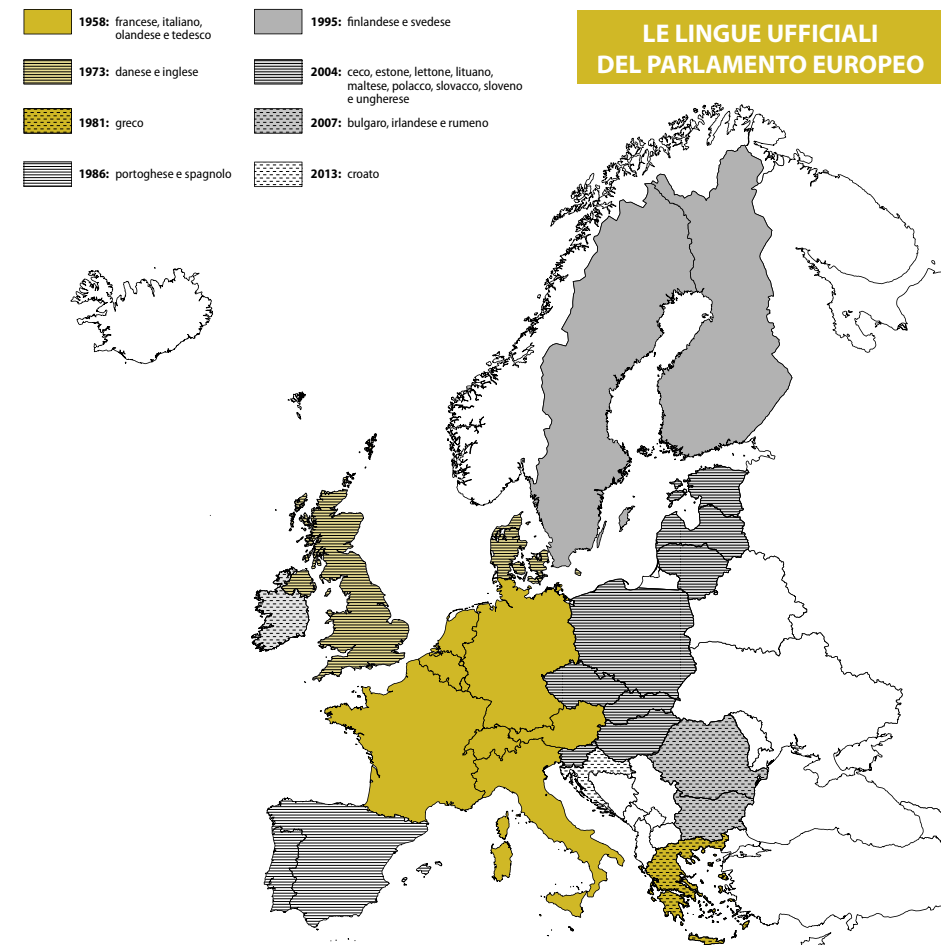 LE LINGUE UFFICIALI
DEL PARLAMENTO EUROPEO
1958: francese, italiano,
olandese e tedesco
1973: danese e inglese
1981: greco
1986: portoghese e spagnolo
1995: finlandese e svedese
2004: ceco, estone, lettone, lituano,
maltese, polacco, slovacco, sloveno
e ungherese
2007: bulgaro, irlandese e rumeno
2013: croato